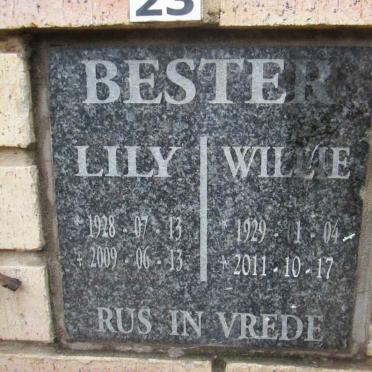 23
BESTER
LILY
* 1928 - 07 - 13
† 2009 - 06 - 13
WILLIE
* 1929 - 1 - 04
† 2011 - 10 - 17
RUS IN VREDE